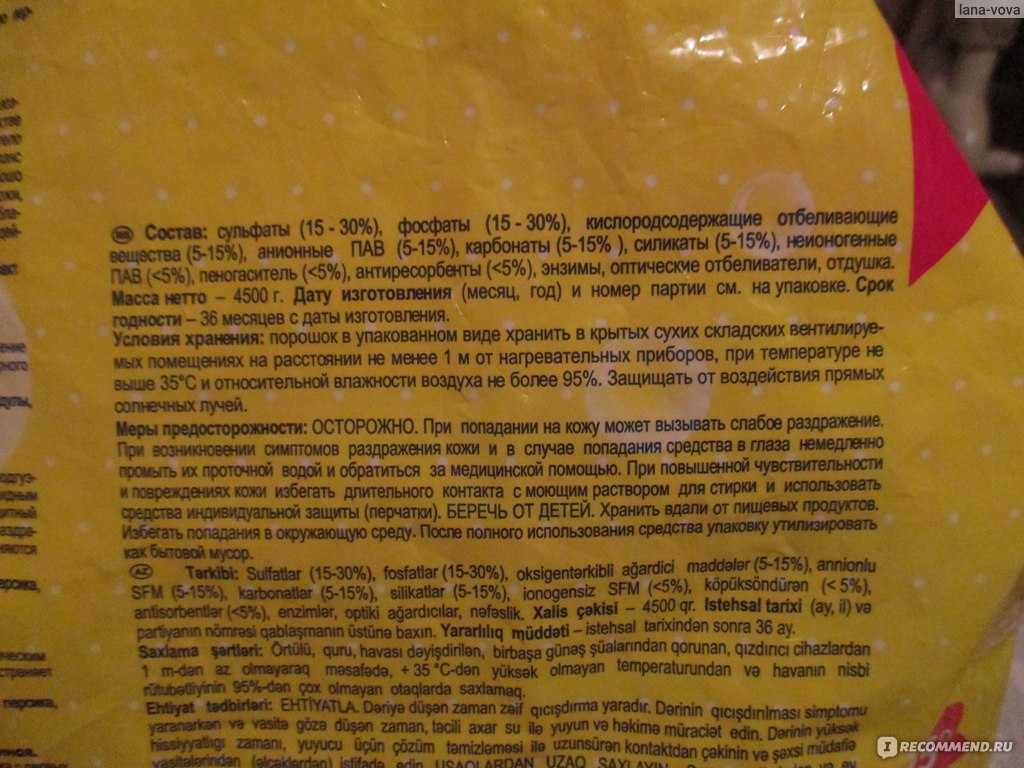 lana-vova
RU Состав: сульфаты (15 - 30%), фосфаты (15 - 30%), кислородсодержащие отбеливающие
вещества (5-15%), анионные ПАВ (5-15%), карбонаты (5-15% ), силикаты (5-15%), неионогенные
ПАВ (<5%), пеногаситель (<5%), антиресорбенты (<5%), энзимы, оптические отбеливатели, отдушка.
Масса нетто – 4500 г. Дату изготовления (месяц, год) и номер партии см. на упаковке. Срок
годности – 36 месяцев с даты изготовления.
Условия хранения: порошок в упакованном виде хранить в крытых сухих складских вентилируе-
мых помещениях на расстоянии не менее 1 м от нагревательных приборов, при температуре не
выше 35°С и относительной влажности воздуха не более 95%. Защищать от воздействия прямых
солнечных лучей.
Меры предосторожности: ОСТОРОЖНО. При попадании на кожу может вызывать слабое раздражение.
При возникновении симптомов раздражения кожи и в случае попадания средства в глаза немедленно
промыть их проточной водой и обратиться за медицинской помощью. При повышенной чувствительности
и повреждениях кожи избегать длительного контакта с моющим раствором для стирки и использовать
средства индивидуальной защиты (перчатки). БЕРЕЧЬ ОТ ДЕТЕЙ. Хранить вдали от пищевых продуктов.
Избегать попадания в окружающую среду. После полного использования средства упаковку утилизировать
как бытовой мусор.
AZ Tərkibi: Sulfatlar (15-30%), fosfatlar (15-30%), oksigentərkibli ağardici maddələr (5-15%), annionlu
SFM (5-15%), karbonatlar (5-15%), silikatlar (5-15%), ionogensiz SFM (<5%), köpüksöndürən (< 5%),
antisorbentlər (<5%), enzimlər, optiki ağardıcılar, nəfəslik. Xalis çəkisi – 4500 qr. Istehsal tarixi (ay, il) və
partiyanın nömrəsi qablaşmanın üstünə baxın. Yararlılıq müddəti – istehsal tarixindən sonra 36 ay.
Saxlama şərtləri: Örtülü, quru, havası dəyişdirilən, birbaşa günəş şüalarından qorunan, qızdirici cihazlardan
1 m-dən az olmayaraq məsafədə, + 35 °C-dən yüksək olmayan temperaturundan və havanın nisbi
rütubətliyinin 95%-dən çox olmayan otaqlarda saxlamaq.
Ehtiyat tədbirləri: EHTİYATLA. Dəriyə düşən zaman zəif qıcışdırma yaradır. Dərinin qıcışdırılması simptomu
yaranarkən və vasitə gözə düşən zaman, təcili axar su ilə yuyun və həkimə müraciət edin. Dərinin yüksək
hissiyyatlığı zamanı, yuyucu üçün çözüm təmizləməsi ilə uzunsürən kontaktdan çəkinin və şəxsi müdafiə
vasitələrindən (əlcəklərdən) istifadə edin. UŞAQLARDAN UZAQ SAXLAYIN.
IRECOMMEND.RU